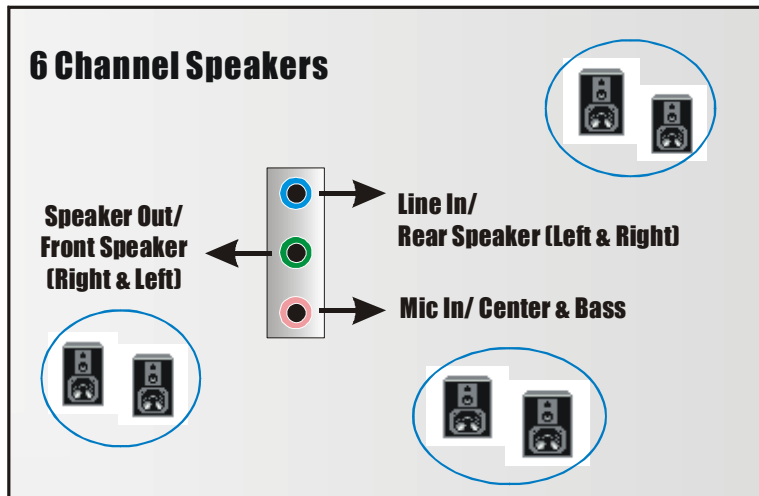 6 Channel Speakers
Speaker Out/
Front Speaker
(Right & Left)
Line In/
Rear Speaker (Left & Right)
Mic In/ Center & Bass